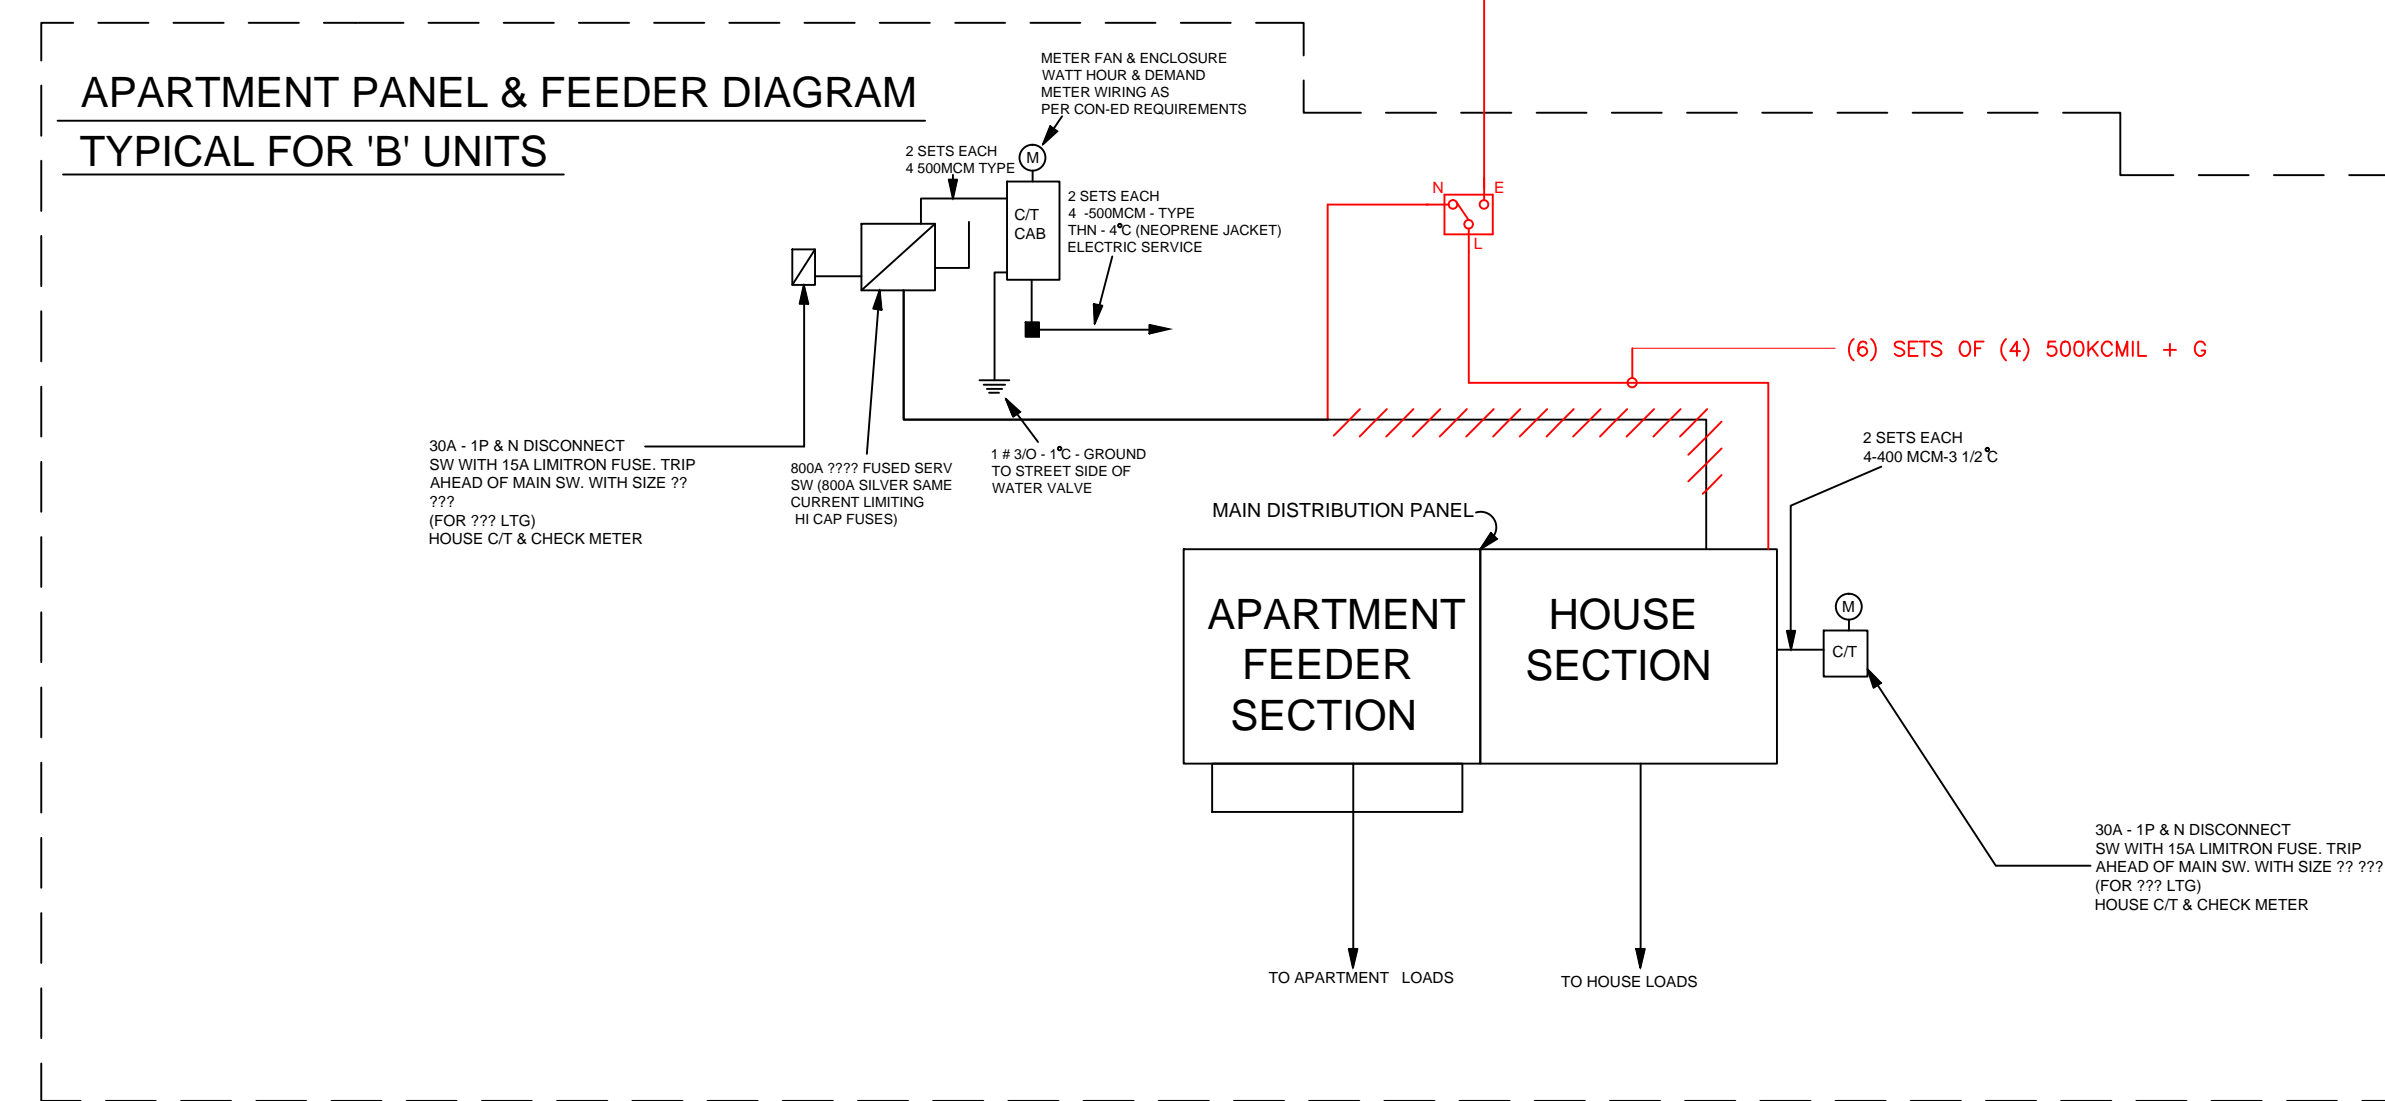 APARTMENT PANEL & FEEDER DIAGRAM
TYPICAL FOR 'B' UNITS
METER FAN & ENCLOSURE
WATT HOUR & DEMAND
METER WIRING AS
PER CON-ED REQUIREMENTS
2 SETS EACH
4 500MCM TYPE
M
C/T
CAB
2 SETS EACH
4 -500MCM - TYPE
THN - 4°C (NEOPRENE JACKET)
ELECTRIC SERVICE
N
E
L
(6) SETS OF (4) 500KCMIL + G
30A - 1P & N DISCONNECT
SW WITH 15A LIMITRON FUSE. TRIP
AHEAD OF MAIN SW. WITH SIZE ??
???
(FOR ??? LTG)
HOUSE C/T & CHECK METER
800A ???? FUSED SERV
SW (800A SILVER SAME
CURRENT LIMITING
HI CAP FUSES)
1 # 3/O - 1°C - GROUND
TO STREET SIDE OF
WATER VALVE
2 SETS EACH
4-400 MCM-3 1/2°C
MAIN DISTRIBUTION PANEL
APARTMENT
FEEDER
SECTION
HOUSE
SECTION
M
C/T
30A - 1P & N DISCONNECT
SW WITH 15A LIMITRON FUSE. TRIP
AHEAD OF MAIN SW. WITH SIZE ?? ???
(FOR ??? LTG)
HOUSE C/T & CHECK METER
TO APARTMENT LOADS
TO HOUSE LOADS